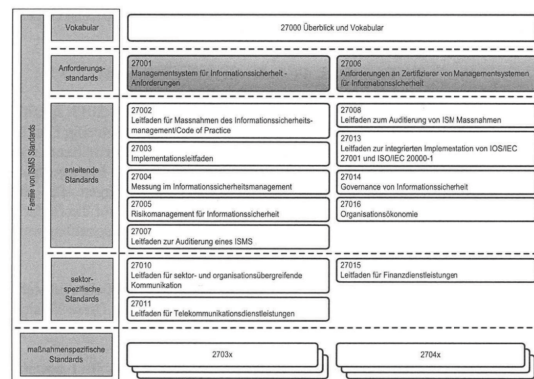 Familie von ISMS Standards
Vokabular
27000 Überblick und Vokabular
Anforderungs-
standards
27001
Managementsystem für Informationssicherheit -
Anforderungen
27006
Anforderungen an Zertifizierer von Managementsystemen
für Informationssicherheit
anleitende
Standards
27002
Leitfaden für Massnahmen des Informationssicherheits-
management/Code of Practice
27003
Implementationsleitfaden
27004
Messung im Informationssicherheitsmanagement
27005
Risikomanagement für Informationssicherheit
27007
Leitfaden zur Auditierung eines ISMS
27008
Leitfaden zum Auditierung von ISM Massnahmen
27013
Leitfaden zur integrierten Implementation von IOS/IEC
27001 und ISO/IEC 20000-1
27014
Governance von Informationssicherheit
27016
Organisationsökonomie
sektor-
spezifische
Standards
27010
Leitfaden für sektor- und organisationsübergreifende
Kommunikation
27011
Leitfaden für Telekommunikationsdienstleistungen
27015
Leitfaden für Finanzdienstleistungen
maßnahmenspezifische
Standards
2703x
2704x